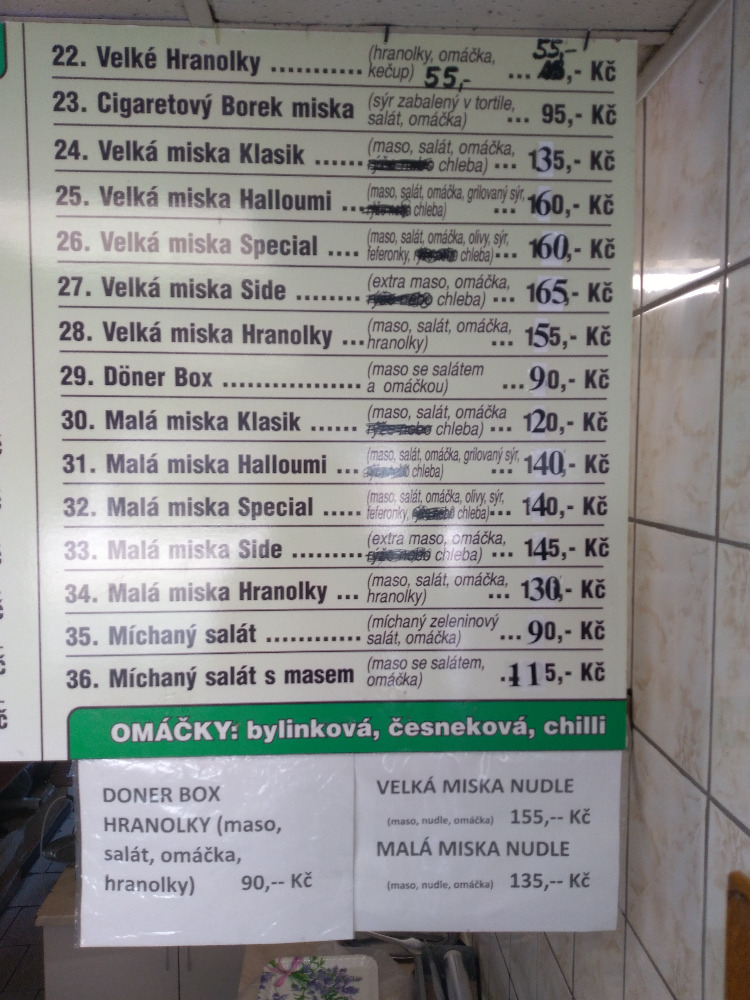 22. Velké Hranolky ........... (hranolky, omáčka, 55,-
kečup) 55,- ... ,- Kč
23. Cigaretový Borek miska (sýr zabalený v tortile,
salát, omáčka) ... 95,- Kč
24. Velká miska Klasik ...... (maso, salát, omáčka,
chleba) ... 135,- Kč
25. Velká miska Halloumi ... (maso, salát, omáčka, grilovaný sýr,
chleba) ... 160,- Kč
26. Velká miska Special .... (maso, salát, omáčka, olivy, sýr,
feferonky, chleba)... 160,- Kč
27. Velká miska Side ........ (extra maso, omáčka,
chleba) ... 165,- Kč
28. Velká miska Hranolky ... (maso, salát, omáčka,
hranolky) ... 155,- Kč
29. Döner Box ................. (maso se salátem
a omáčkou) ... 90,- Kč
30. Malá miska Klasik ...... (maso, salát, omáčka
rýže nebo chleba) ... 120,- Kč
31. Malá miska Halloumi ... (maso, salát, omáčka, grilovaný sýr,
chleba) ... 140,- Kč
32. Malá miska Special ..... (maso, salát, omáčka, olivy, sýr,
feferonky, chleba)... 140,- Kč
33. Malá miska Side .......... (extra maso, omáčka,
rýže nebo chleba) ... 145,- Kč
34. Malá miska Hranolky ... (maso, salát, omáčka,
hranolky) ... 130,- Kč
35. Míchaný salát ............ (míchaný zeleninový
salát, omáčka) ... 90,- Kč
36. Míchaný salát s masem (maso se salátem,
omáčka) . 115,- Kč
OMÁČKY: bylinková, česneková, chilli
DONER BOX
HRANOLKY (maso,
salát, omáčka,
hranolky) 90,-- Kč
VELKÁ MISKA NUDLE
(maso, nudle, omáčka) 155,-- Kč
MALÁ MISKA NUDLE
(maso, nudle, omáčka) 135,-- Kč